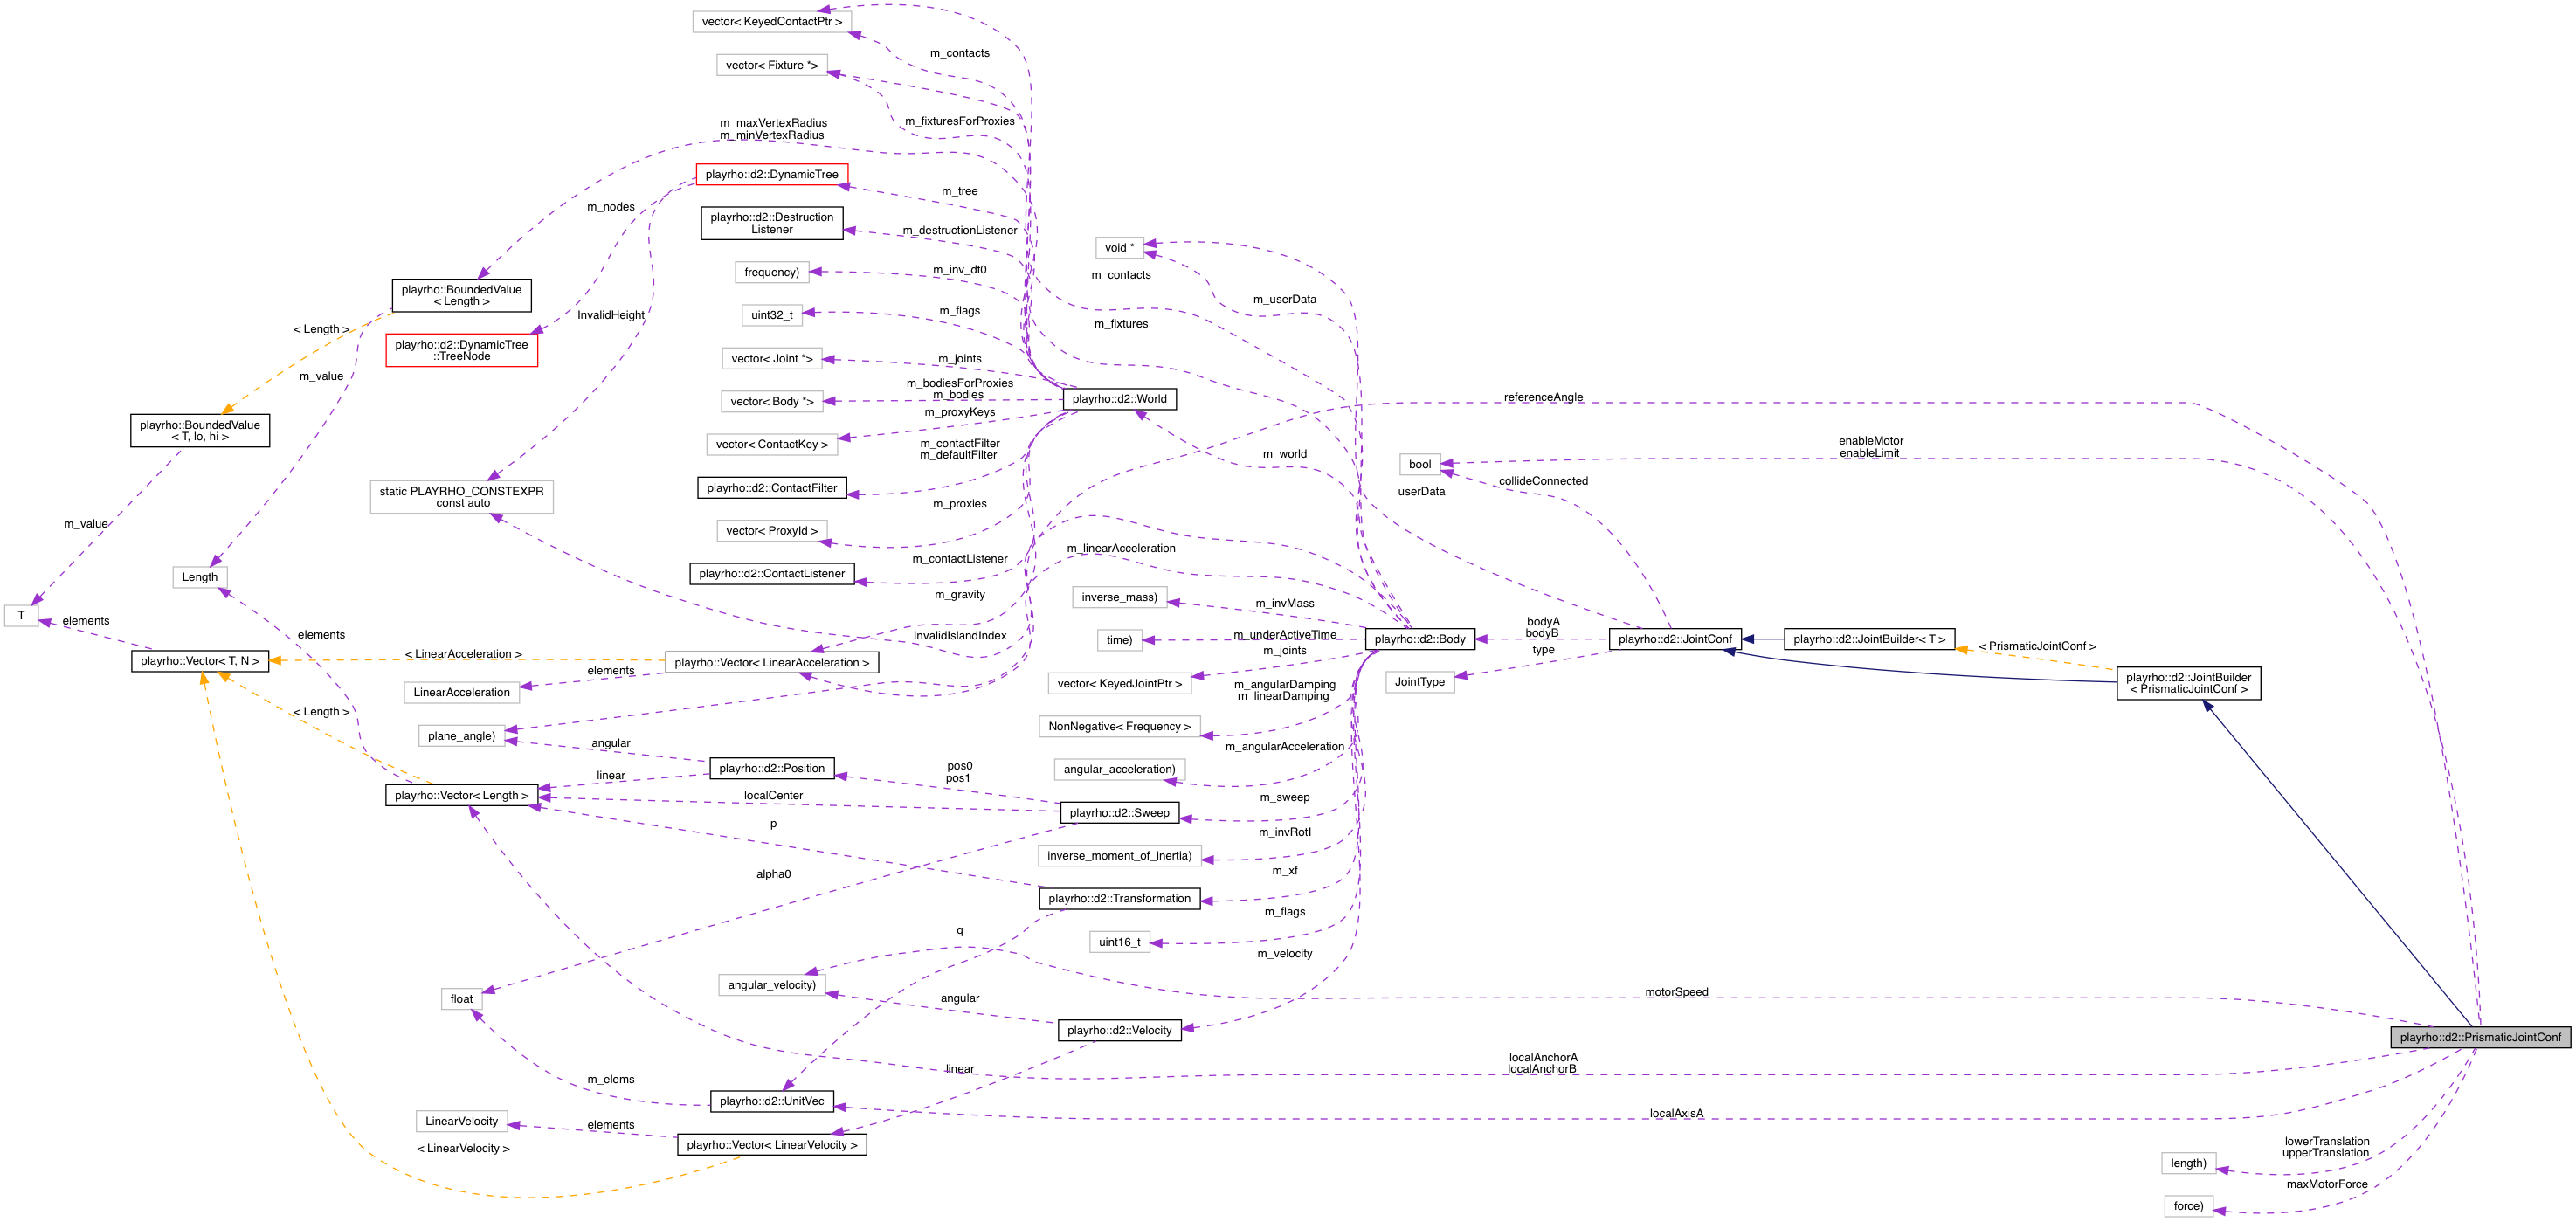 vector< KeyedContactPtr >
m_contacts
vector< Fixture *>
m_fixturesForProxies
m_maxVertexRadius
m_minVertexRadius
playrho::d2::DynamicTree
m_tree
m_nodes
playrho::d2::Destruction
Listener
m_destructionListener
void *
frequency)
m_inv_dt0
m_contacts
playrho::BoundedValue
< Length >
m_userData
uint32_t
m_flags
InvalidHeight
m_fixtures
< Length >
playrho::d2::DynamicTree
::TreeNode
vector< Joint *>
m_joints
m_value
m_bodiesForProxies
m_bodies
vector< Body *>
playrho::d2::World
referenceAngle
m_proxyKeys
playrho::BoundedValue
< T, lo, hi >
vector< ContactKey >
m_contactFilter
m_defaultFilter
m_world
enableMotor
enableLimit
bool
collideConnected
static PLAYRHO_CONSTEXPR
const auto
playrho::d2::ContactFilter
userData
m_proxies
m_value
vector< ProxyId >
m_linearAcceleration
m_contactListener
Length
playrho::d2::ContactListener
m_gravity
inverse_mass)
m_invMass
T
elements
elements
InvalidIslandIndex
time)
m_underActiveTime
playrho::d2::Body
bodyA
bodyB
playrho::d2::JointConf
playrho::d2::JointBuilder< T >
< PrismaticJointConf >
playrho::Vector< T, N >
< LinearAcceleration >
playrho::Vector< LinearAcceleration >
m_joints
type
elements
LinearAcceleration
vector< KeyedJointPtr >
JointType
playrho::d2::JointBuilder
< PrismaticJointConf >
m_angularDamping
m_linearDamping
< Length >
NonNegative< Frequency >
plane_angle)
angular
m_angularAcceleration
playrho::d2::Position
linear
pos0
pos1
angular_acceleration)
playrho::Vector< Length >
localCenter
m_sweep
playrho::d2::Sweep
p
m_invRotI
inverse_moment_of_inertia)
alpha0
m_xf
playrho::d2::Transformation
m_flags
q
uint16_t
m_velocity
angular_velocity)
float
angular
motorSpeed
playrho::d2::Velocity
playrho::d2::PrismaticJointConf
linear
localAnchorA
localAnchorB
m_elems
playrho::d2::UnitVec
localAxisA
LinearVelocity
elements
playrho::Vector< LinearVelocity >
< LinearVelocity >
lowerTranslation
upperTranslation
length)
maxMotorForce
force)